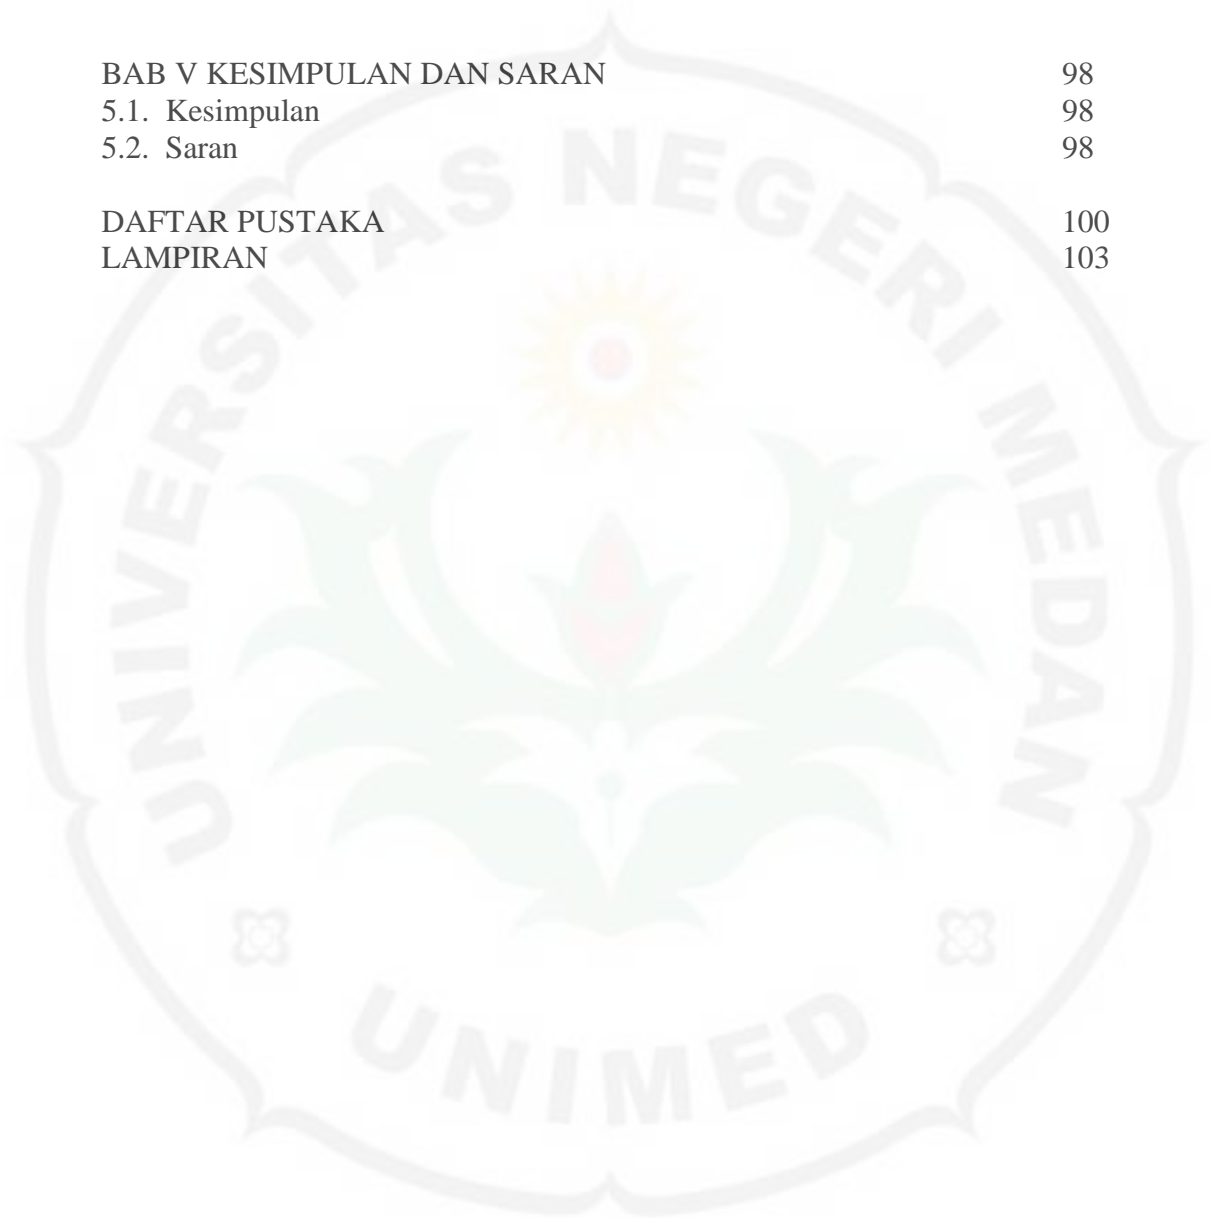 BAB V KESIMPULAN DAN SARAN 98
5.1. Kesimpulan 98
5.2. Saran 98
DAFTAR PUSTAKA 100
LAMPIRAN 103
UNIVERSITAS NEGERI MEDAN
UNIMED